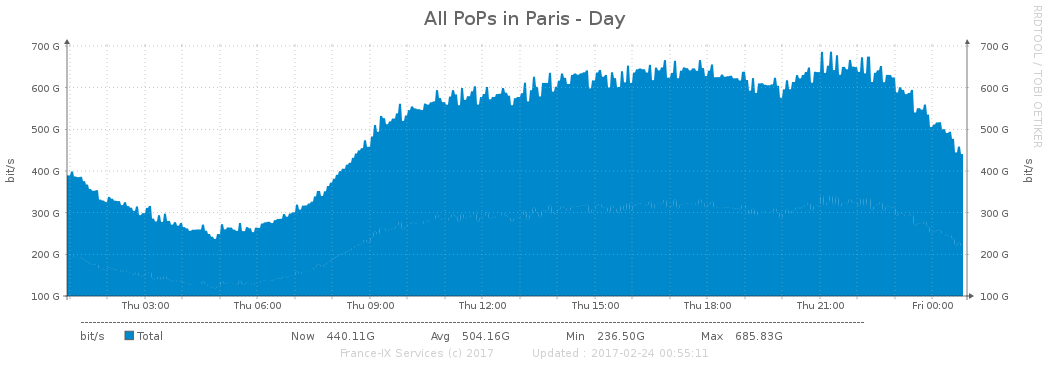 All PoPs in Paris - Day
RRDTOOL / TOBI OETIKER
700 G
600 G
500 G
400 G
300 G
200 G
100 G
bit/s
700 G
600 G
500 G
400 G
300 G
200 G
100 G
bit/s
Thu 03:00 Thu 06:00 Thu 09:00 Thu 12:00 Thu 15:00 Thu 18:00 Thu 21:00 Fri 00:00
bit/s Total Now 440.11G Avg 504.16G Min 236.50G Max 685.83G
France-IX Services (c) 2017 Updated : 2017-02-24 00:55:11